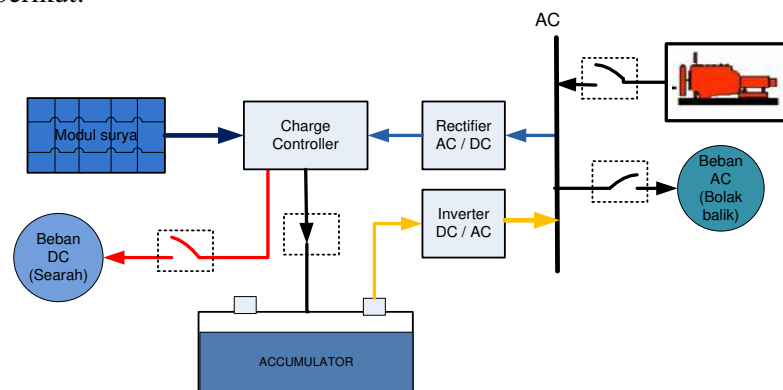 berikut:
AC
Modul surya
Charge
Controller
Rectifier
AC / DC
Beban
AC
(Bolak
balik)
Inverter
DC / AC
Beban
DC
(Searah)
ACCUMULATOR